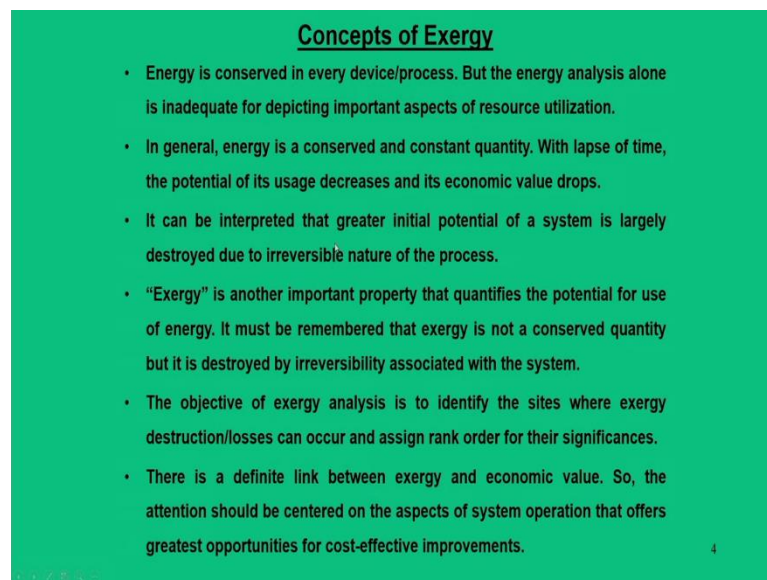 Concepts of Exergy
• Energy is conserved in every device/process. But the energy analysis alone
is inadequate for depicting important aspects of resource utilization.
• In general, energy is a conserved and constant quantity. With lapse of time,
the potential of its usage decreases and its economic value drops.
• It can be interpreted that greater initial potential of a system is largely
destroyed due to irreversible nature of the process.
• “Exergy” is another important property that quantifies the potential for use
of energy. It must be remembered that exergy is not a conserved quantity
but it is destroyed by irreversibility associated with the system.
• The objective of exergy analysis is to identify the sites where exergy
destruction/losses can occur and assign rank order for their significances.
• There is a definite link between exergy and economic value. So, the
attention should be centered on the aspects of system operation that offers
greatest opportunities for cost-effective improvements.
4